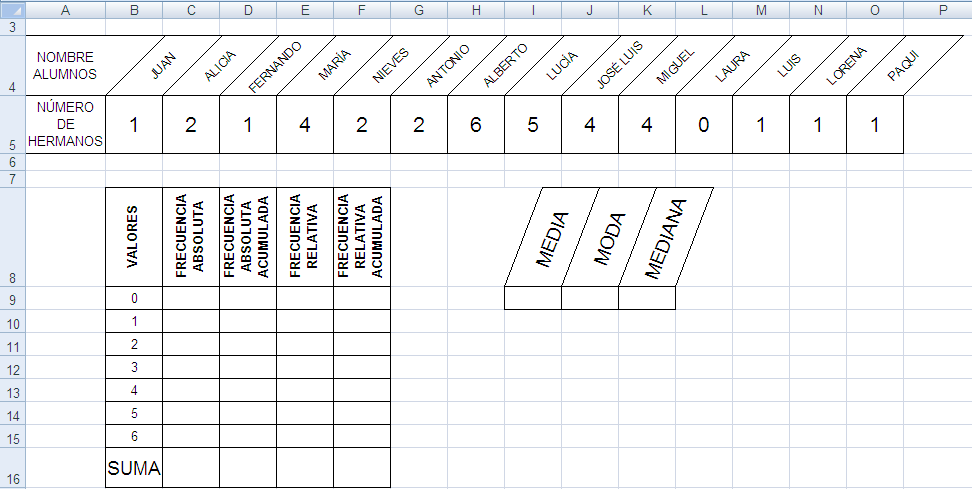 A B C D E F G H I J K L M N O P
3
4
NOMBRE
ALUMNOS
JUAN
ALICIA
FERNANDO
MARÍA
NIEVES
ANTONIO
ALBERTO
LUCÍA
JOSÉ LUIS
MIGUEL
LAURA
LUIS
LORENA
PAQUI
5
NÚMERO
DE
HERMANOS
1 2 1 4 2 2 6 5 4 4 0 1 1 1
6
7
8
VALORES
FRECUENCIA
ABSOLUTA
FRECUENCIA
ABSOLUTA
ACUMULADA
FRECUENCIA
RELATIVA
FRECUENCIA
RELATIVA
ACUMULADA
MEDIA
MODA
MEDIANA
9 0
10 1
11 2
12 3
13 4
14 5
15 6
16 SUMA